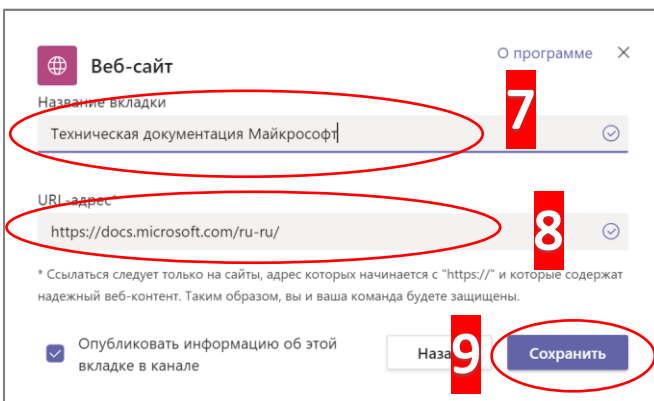 О программе
Веб-сайт
Название вкладки
7
Техническая документация Майкрософт
URL-адрес*
8
https://docs.microsoft.com/ru-ru/
* Ссылаться следует только на сайты, адрес которых начинается с "https://" и которые содержат
надежный веб-контент. Таким образом, вы и ваша команда будете защищены.
Опубликовать информацию об этой
вкладке в канале
9
Сохранить